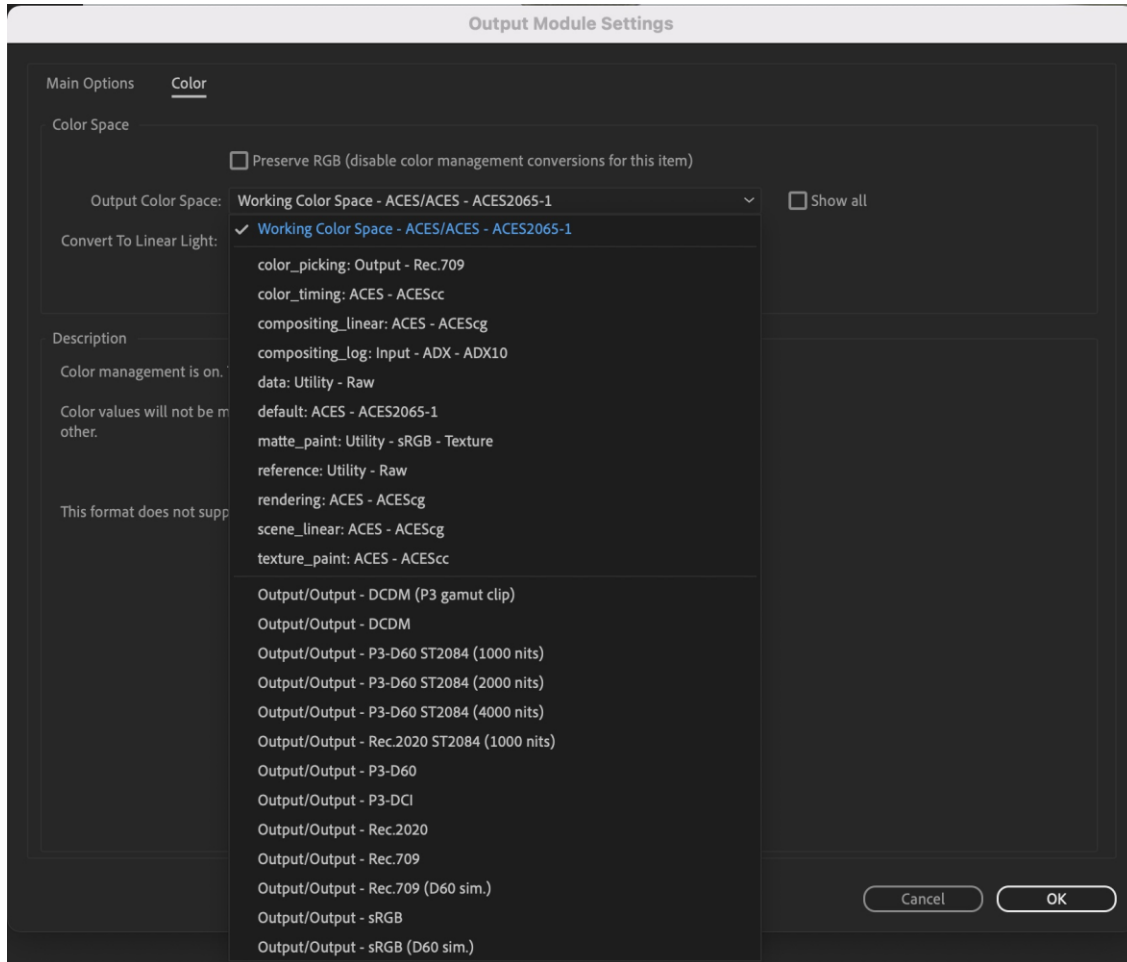 Output Module Settings
Main Options Color
Color Space
Preserve RGB (disable color management conversions for this item)
Output Color Space: Working Color Space - ACES/ACES - ACES2065-1 Show all
Working Color Space - ACES/ACES - ACES2065-1
Convert To Linear Light:
color_picking: Output - Rec.709
color_timing: ACES - ACEScc
compositing_linear: ACES - ACEScg
Description
compositing_log: Input - ADX - ADX10
Color management is on.
data: Utility - Raw
Color values will not be
default: ACES - ACES2065-1
other.
matte_paint: Utility - sRGB - Texture
reference: Utility - Raw
rendering: ACES - ACEScg
This format does not
scene_linear: ACES - ACEScg
texture_paint: ACES - ACEScc
Output/Output - DCDM (P3 gamut clip)
Output/Output - DCDM
Output/Output - P3-D60 ST2084 (1000 nits)
Output/Output - P3-D60 ST2084 (2000 nits)
Output/Output - P3-D60 ST2084 (4000 nits)
Output/Output - Rec.2020 ST2084 (1000 nits)
Output/Output - P3-D60
Output/Output - P3-DCI
Output/Output - Rec.2020
Output/Output - Rec.709
Output/Output - Rec.709 (D60 sim.)
Cancel OK
Output/Output - sRGB
Output/Output - sRGB (D60 sim.)